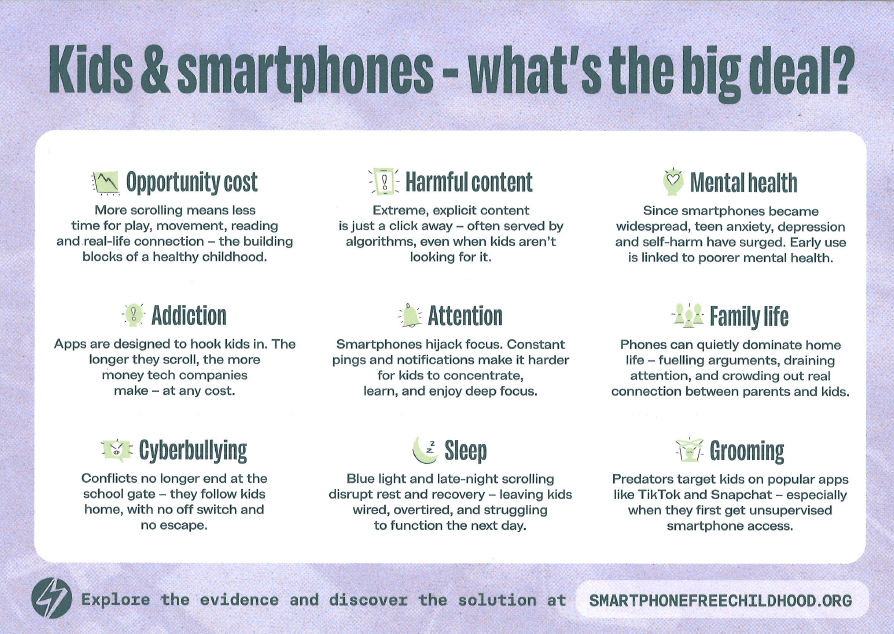 Kids & smartphones - what's the big deal?
Opportunity cost
More scrolling means less
time for play, movement, reading
and real-life connection – the building
blocks of a healthy childhood.
Harmful content
Extreme, explicit content
is just a click away – often served by
algorithms, even when kids aren't
looking for it.
Mental health
Since smartphones became
widespread, teen anxiety, depression
and self-harm have surged. Early use
is linked to poorer mental health.
Addiction
Apps are designed to hook kids in. The
longer they scroll, the more
money tech companies
make – at any cost.
Attention
Smartphones hijack focus. Constant
pings and notifications make it harder
for kids to concentrate,
learn, and enjoy deep focus.
Family life
Phones can quietly dominate home
life – fuelling arguments, draining
attention, and crowding out real
connection between parents and kids.
Cyberbullying
Conflicts no longer end at the
school gate – they follow kids
home, with no off switch and
no escape.
z z
Sleep
Blue light and late-night scrolling
disrupt rest and recovery – leaving kids
wired, overtired, and struggling
to function the next day.
Grooming
Predators target kids on popular apps
like TikTok and Snapchat – especially
when they first get unsupervised
smartphone access.
Explore the evidence and discover the solution at SMARTPHONEFREECHILDHOOD.ORG